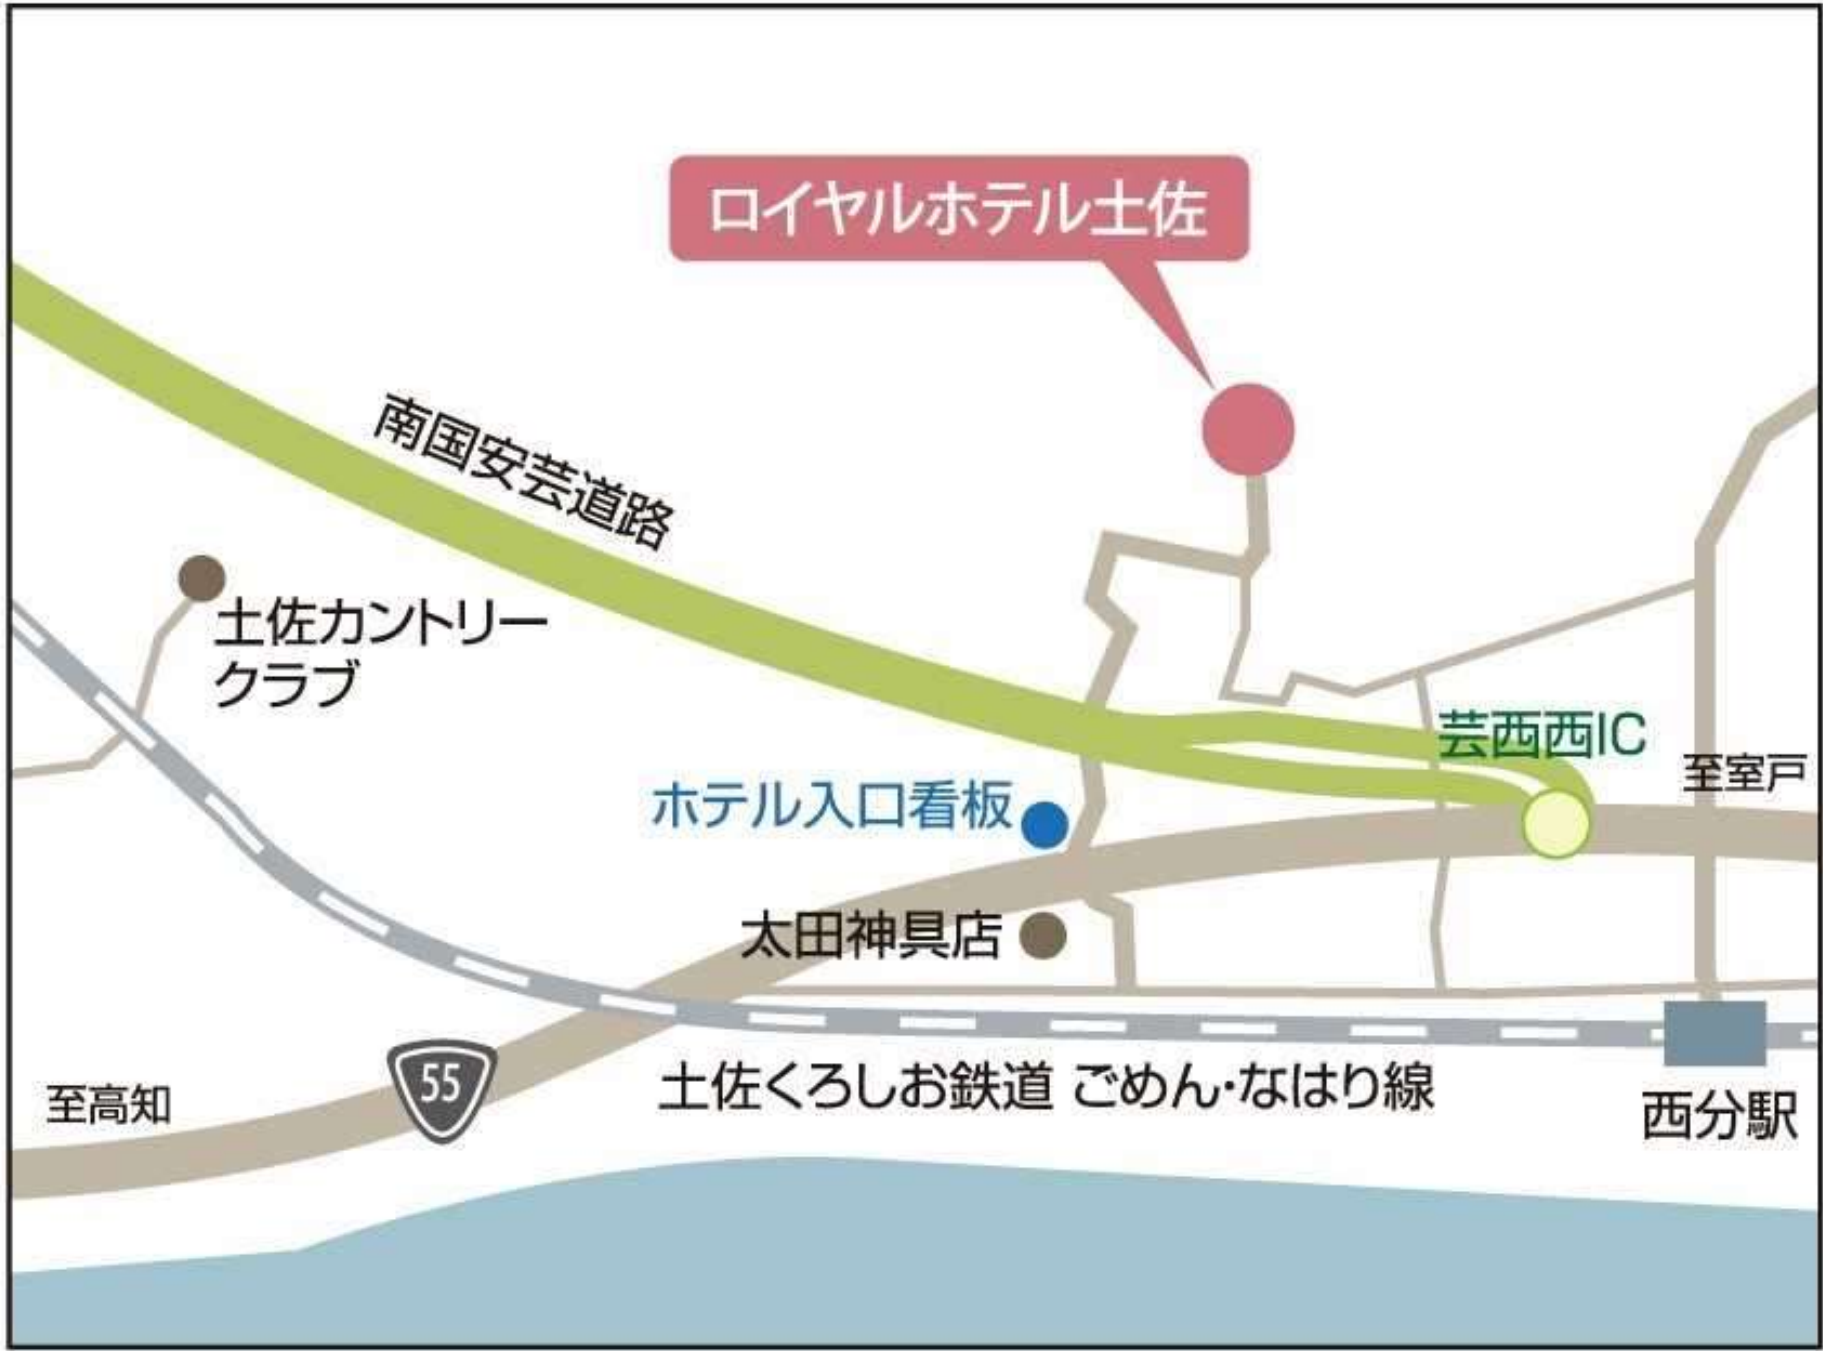 ロイヤルホテル土佐
南国安芸道路
土佐カントリー
クラブ
芸西西IC
至室戸
ホテル入口看板
太田神具店
55
至高知
土佐くろしお鉄道 ごめん・なはり線
西分駅